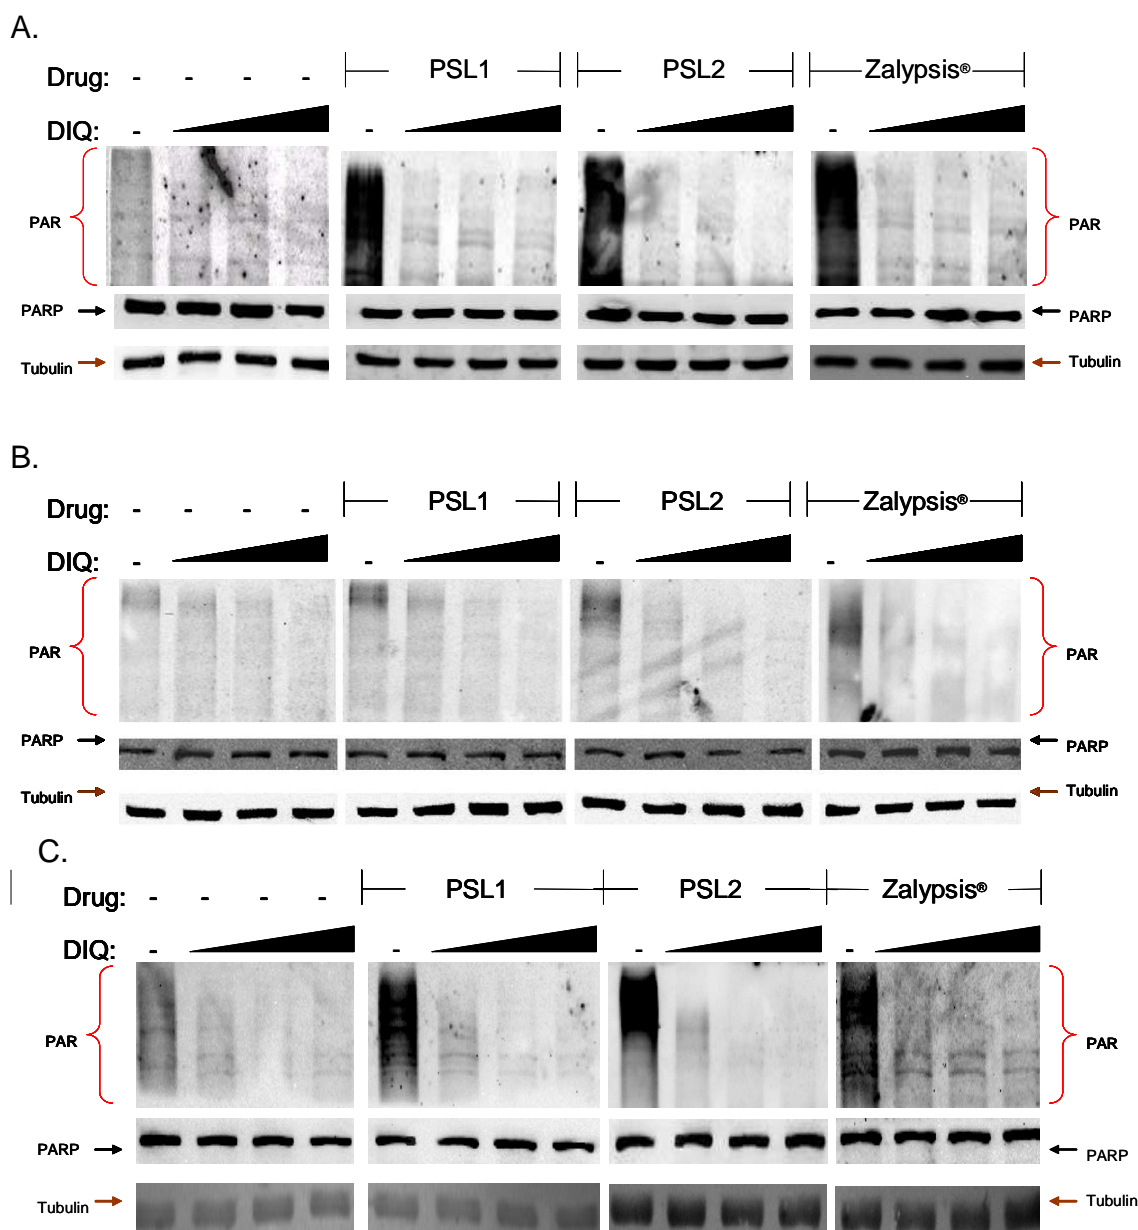 A.
Drug: - - - - PSL1 PSL2 Zalypsis®
DIQ: - - - -
PAR PAR
PARP PARP
Tubulin Tubulin
B.
Drug: - - - - PSL1 PSL2 Zalypsis®
DIQ: - - - -
PAR PAR
PARP PARP
Tubulin Tubulin
C.
Drug: - - - - PSL1 PSL2 Zalypsis®
DIQ: - - - -
PAR PAR
PARP PARP
Tubulin Tubulin